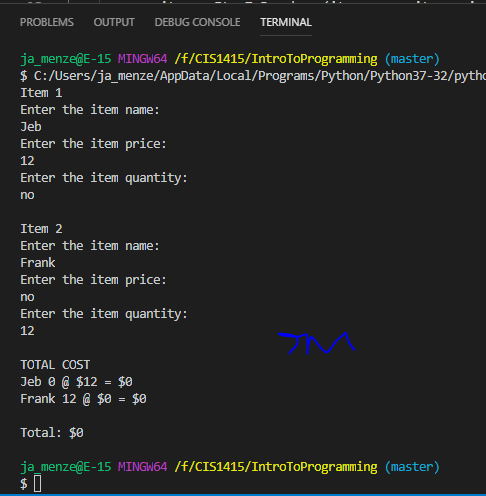 PROBLEMS OUTPUT DEBUG CONSOLE TERMINAL
ja_menze@E-15 MINGW64 /f/CIS1415/IntroToProgramming (master)
$ C:/Users/ja_menze/AppData/Local/Programs/Python/Python37-32/pytho
Item 1
Enter the item name:
Jeb
Enter the item price:
12
Enter the item quantity:
no
Item 2
Enter the item name:
Frank
Enter the item price:
no
Enter the item quantity:
12
TOTAL COST
Jeb 0 @ $12 = $0
Frank 12 @ $0 = $0
Total: $0
ja_menze@E-15 MINGW64 /f/CIS1415/IntroToProgramming (master)
$